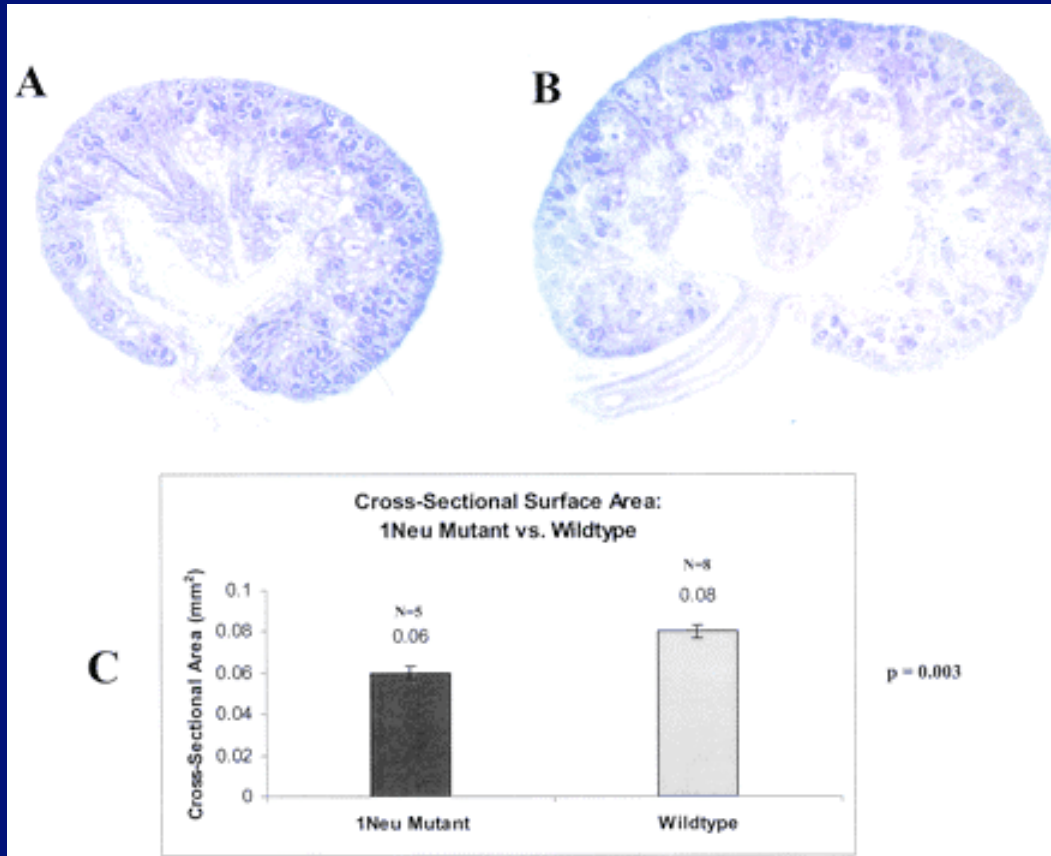 A
B
Cross-Sectional Surface Area:
1Neu Mutant vs. Wildtype
Cross-Sectional Area (mm²)
0.1
0.08
0.06
0.04
0.02
0
N=5
0.06
N=8
0.08
1Neu Mutant
Wildtype
C
p = 0.003